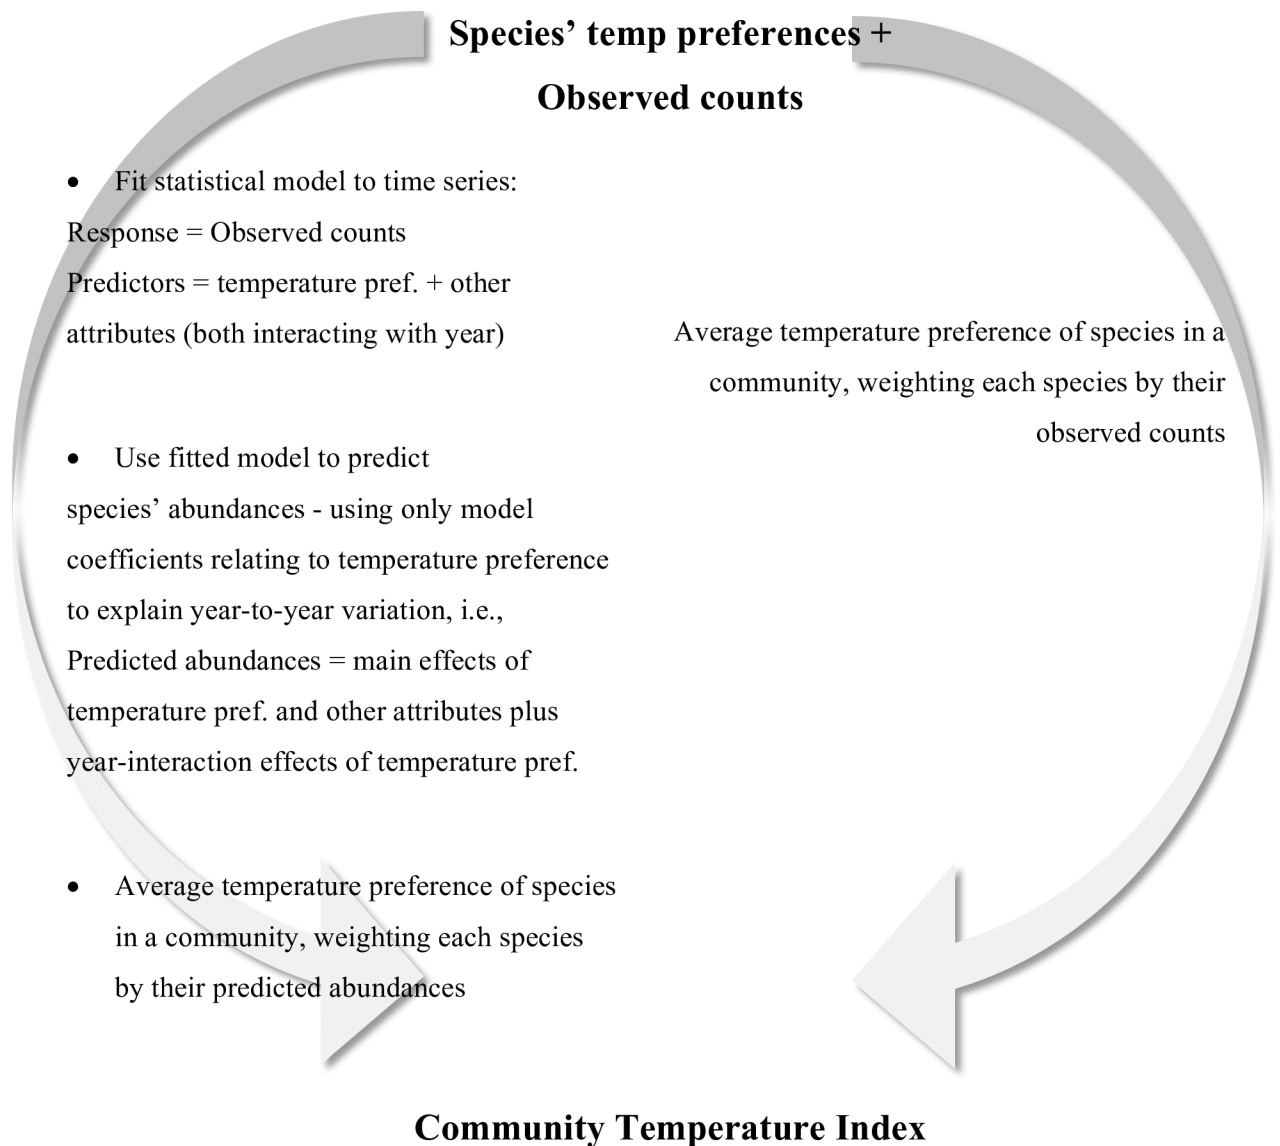 Species’ temp preferences +
Observed counts
• Fit statistical model to time series:
Response = Observed counts
Predictors = temperature pref. + other
attributes (both interacting with year)
• Use fitted model to predict
species’ abundances - using only model
coefficients relating to temperature preference
to explain year-to-year variation, i.e.,
Predicted abundances = main effects of
temperature pref. and other attributes plus
year-interaction effects of temperature pref.
• Average temperature preference of species
in a community, weighting each species
by their predicted abundances
Average temperature preference of species in a
community, weighting each species by their
observed counts
Community Temperature Index